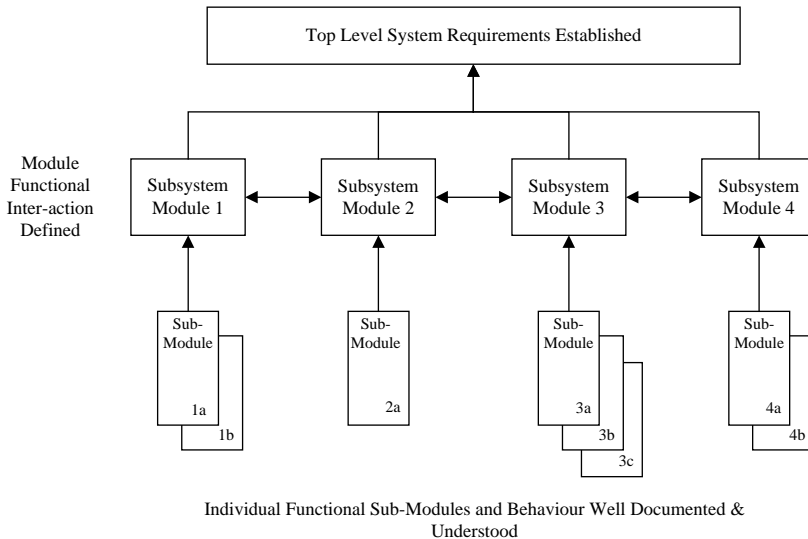 Top Level System Requirements Established
Module
Functional
Inter-action
Defined
Subsystem
Module 1
Subsystem
Module 2
Subsystem
Module 3
Subsystem
Module 4
Sub-
Module
1a
1b
Sub-
Module
2a
Sub-
Module
3a
3b
3c
Sub-
Module
4a
4b
Individual Functional Sub-Modules and Behaviour Well Documented &
Understood